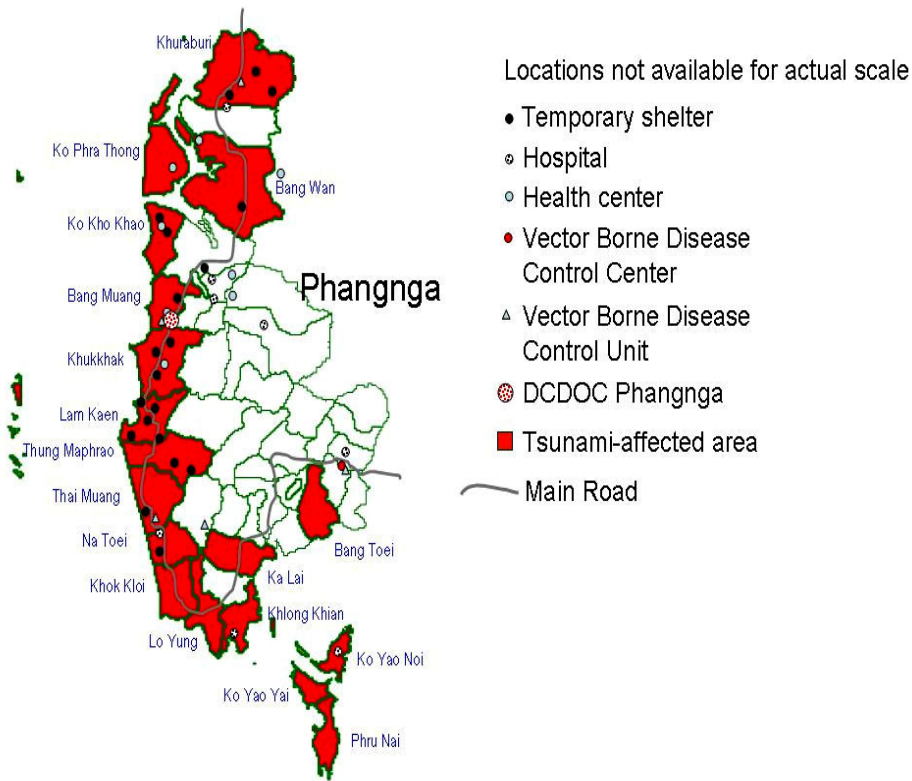 Khuraburi
Ko Phra Thong
Bang Wan
Ko Kho Khao
Bang Muang
Phangnga
Khukkhak
Lam Kaen
Thung Maphrao
Thai Muang
Na Toei
Bang Toei
Khok Kloi
Ka Lai
Khlong Khian
Lo Yung
Ko Yao Noi
Ko Yao Yai
Phru Nai
Locations not available for actual scale
Temporary shelter
Hospital
Health center
Vector Borne Disease
Control Center
Vector Borne Disease
Control Unit
DCDOC Phangnga
Tsunami-affected area
Main Road